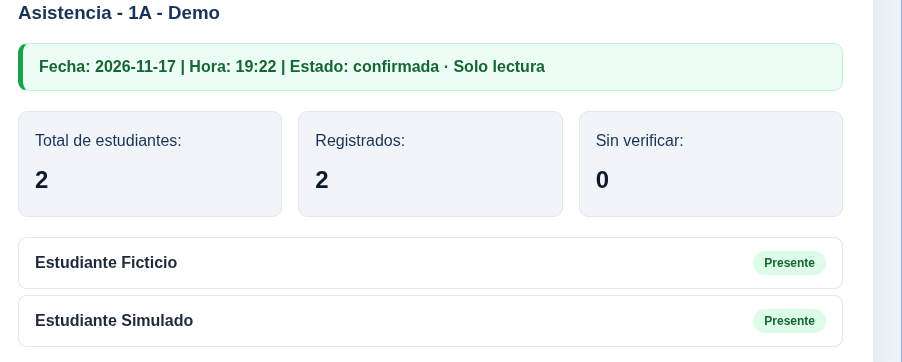 Asistencia - 1A - Demo
Fecha: 2026-11-17 | Hora: 19:22 | Estado: confirmada · Solo lectura
Total de estudiantes:
2
Registrados:
2
Sin verificar:
0
Estudiante Ficticio
Presente
Estudiante Simulado
Presente